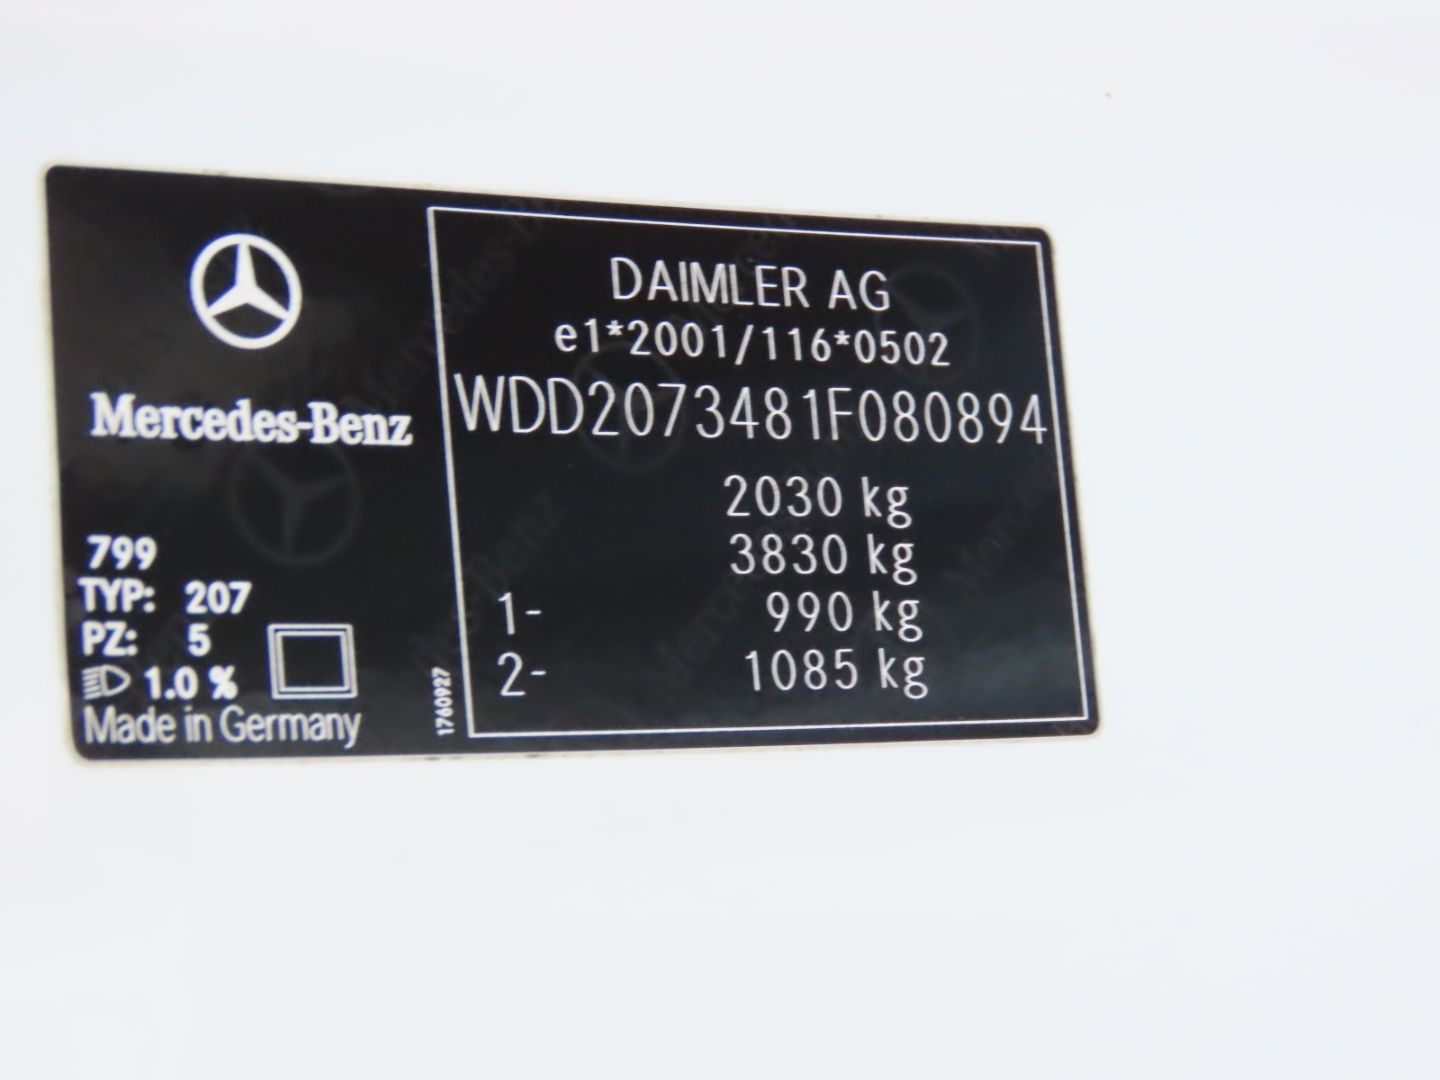 Mercedes-Benz
799
TYP: 207
PZ: 5
1.0 %
Made in Germany
1760927
DAIMLER AG
e1*2001/116*0502
WDD2073481F080894
2030 kg
3830 kg
1- 990 kg
2- 1085 kg